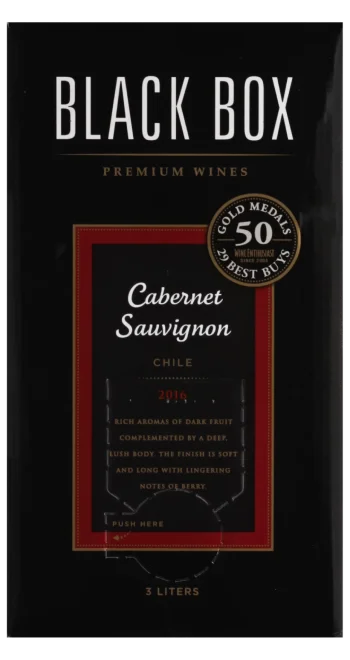 BLACK BOX
PREMIUM WINES
GOLD MEDALS
50
WINE ENTHUSIAST
29 BEST BUYS
Cabernet
Sauvignon
CHILE
2016
RICH AROMAS OF DARK FRUIT
COMPLEMENTED BY A DEEP,
LUSH BODY. THE FINISH IS SOFT
AND LONG WITH LINGERING
NOTES OF BERRY.
PUSH HERE
3 LITERS